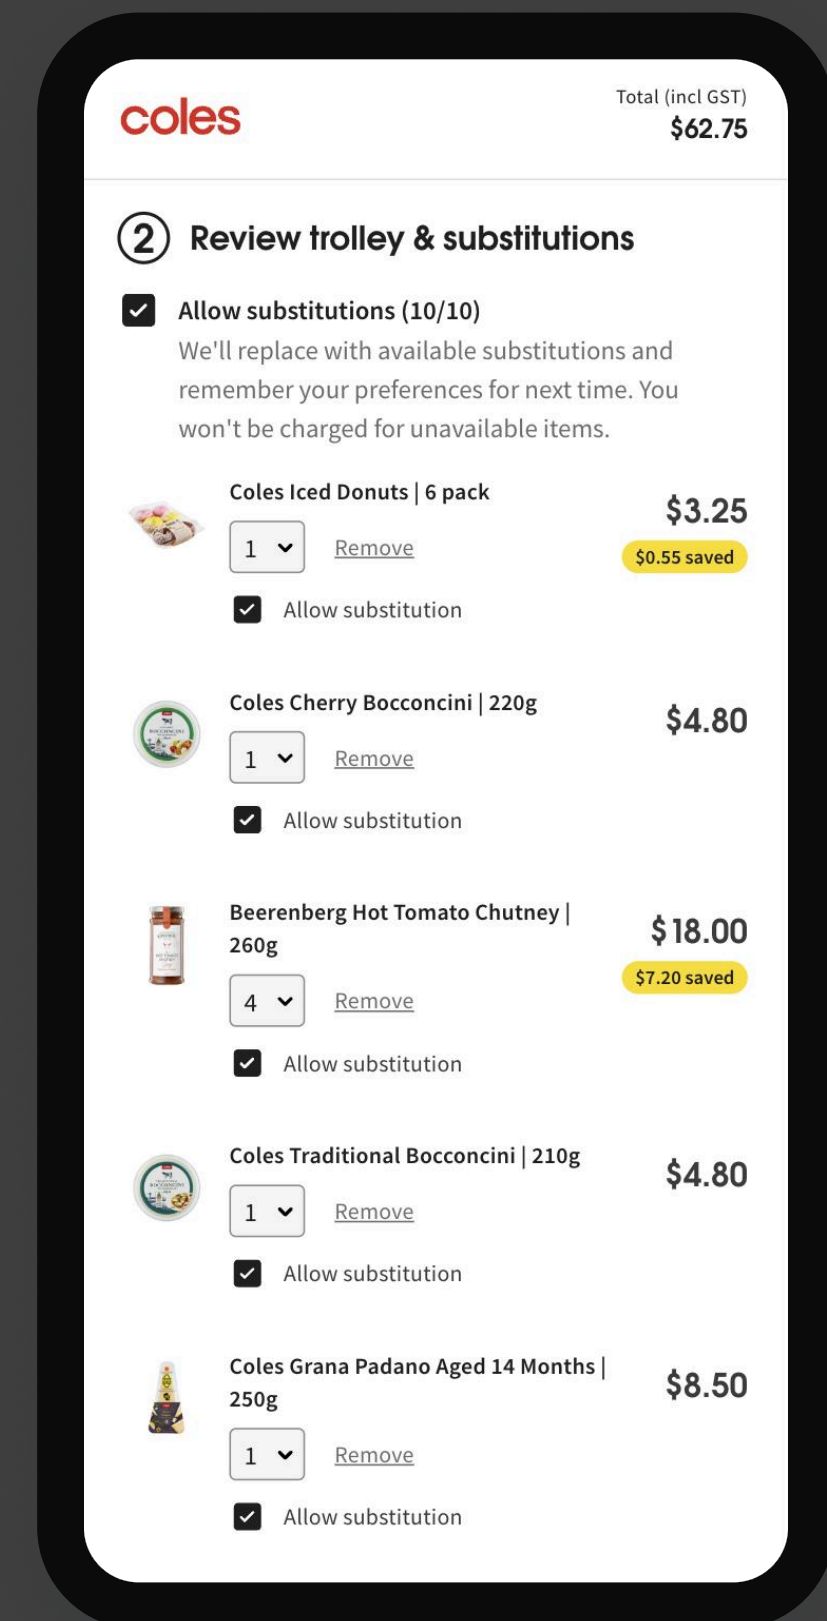 coles
Total (incl GST)
$62.75
2 Review trolley & substitutions
Allow substitutions (10/10)
We'll replace with available substitutions and
remember your preferences for next time. You
won't be charged for unavailable items.
Coles Iced Donuts | 6 pack
$3.25
1 Remove
$0.55 saved
Allow substitution
Coles Cherry Bocconcini | 220g
$4.80
1 Remove
Allow substitution
Beerenberg Hot Tomato Chutney |
260g
$18.00
$7.20 saved
4 Remove
Allow substitution
Coles Traditional Bocconcini | 210g
$4.80
1 Remove
Allow substitution
Coles Grana Padano Aged 14 Months |
250g
$8.50
1 Remove
Allow substitution